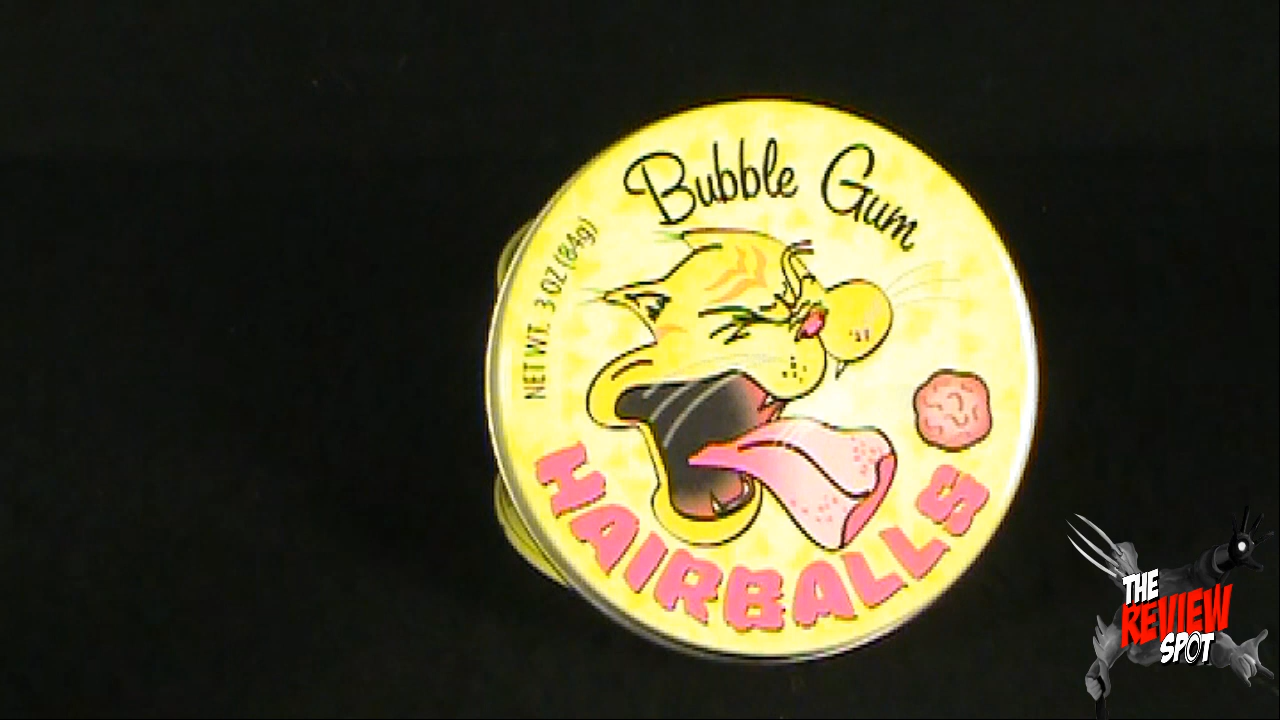 Bubble Gum
NET WT. 3 OZ (84g)
HAIRBALLS
THE
REVIEW
SPOT